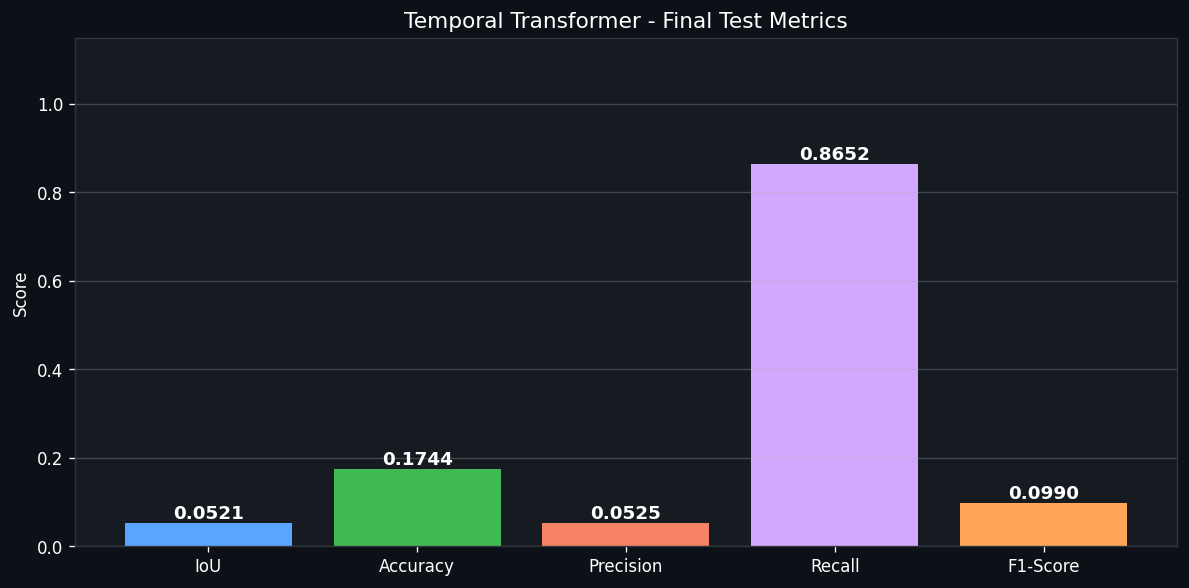 Temporal Transformer - Final Test Metrics
Score
1.0
0.8
0.6
0.4
0.2
0.0
0.0521
0.1744
0.0525
0.8652
0.0990
IoU
Accuracy
Precision
Recall
F1-Score